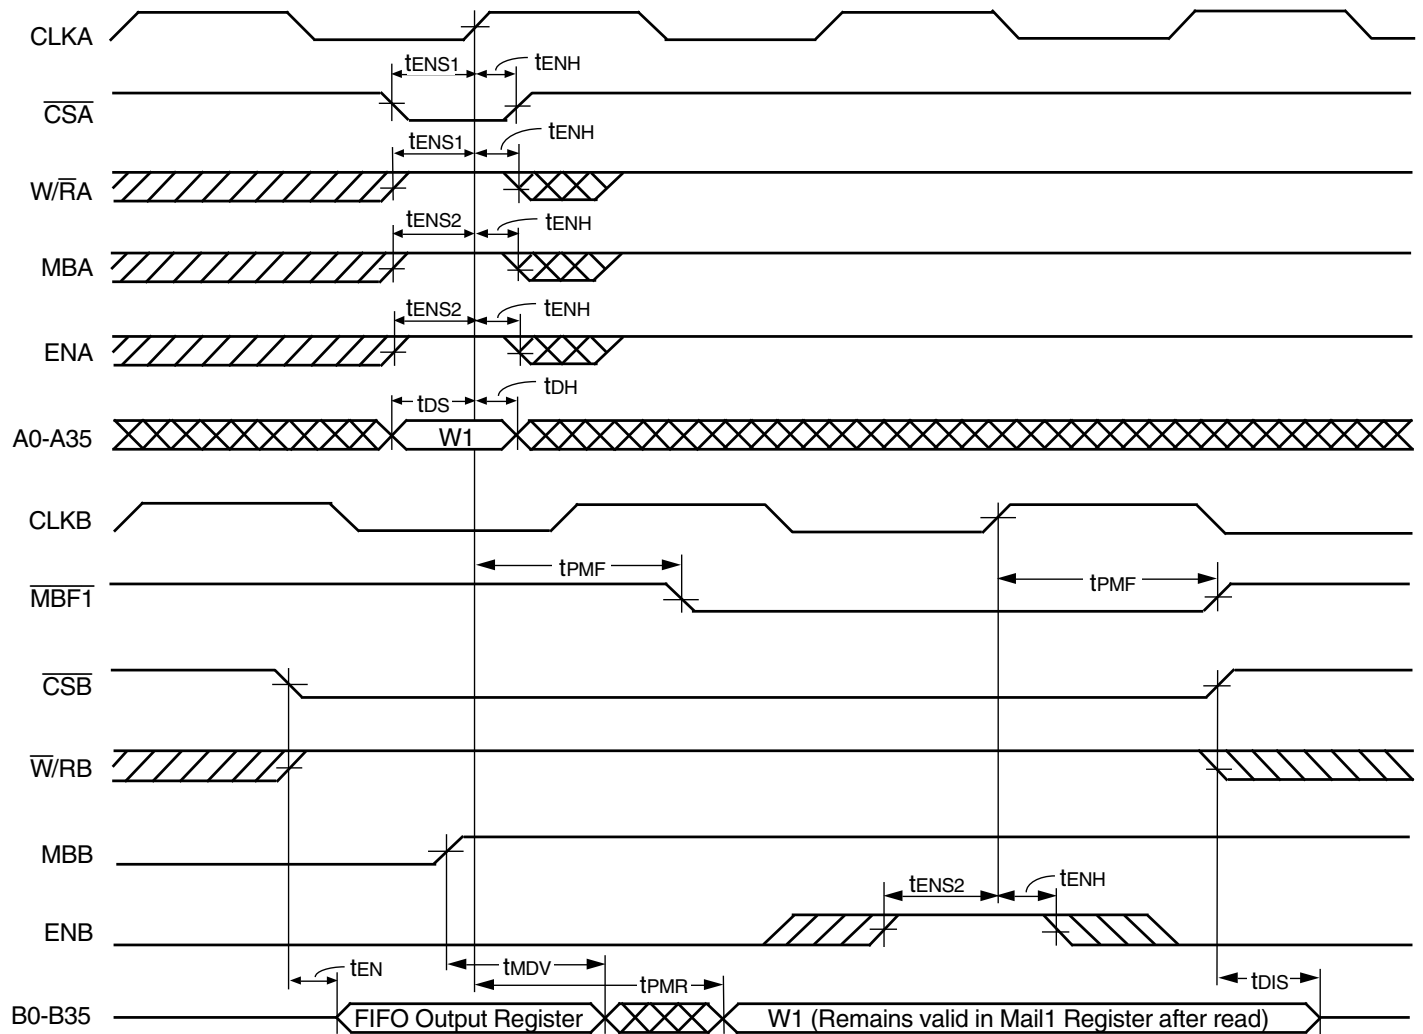 CLKA
tENS1 tENH
CSA
tENS1 tENH
W/RA
tENS2 tENH
MBA
tENS2 tENH
ENA
tDS tDH
A0-A35 W1
CLKB
tPMF tPMF
MBF1
CSB
W/RB
MBB
tENS2 tENH
ENB
tEN tMDV tPMR tDIS
B0-B35 FIFO Output Register W1 (Remains valid in Mail1 Register after read)